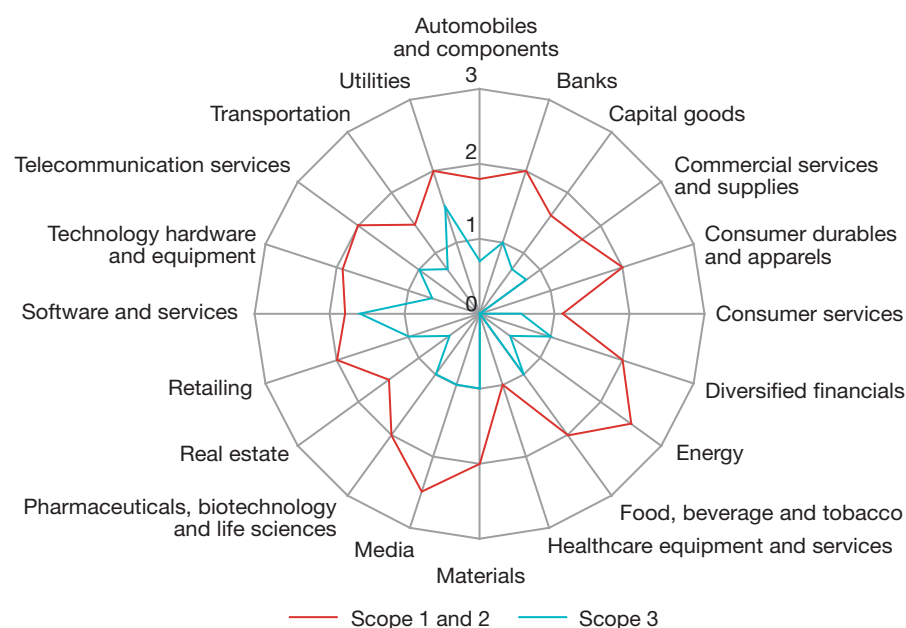 Automobiles
and components
3
Utilities
Banks
Transportation
Capital goods
2
Telecommunication services
Commercial services
and supplies
1
Technology hardware
and equipment
Consumer durables
and apparels
0
Software and services
Consumer services
Retailing
Diversified financials
Real estate
Energy
Pharmaceuticals, biotechnology
and life sciences
Food, beverage and tobacco
Media
Healthcare equipment and services
Materials
Scope 1 and 2
Scope 3